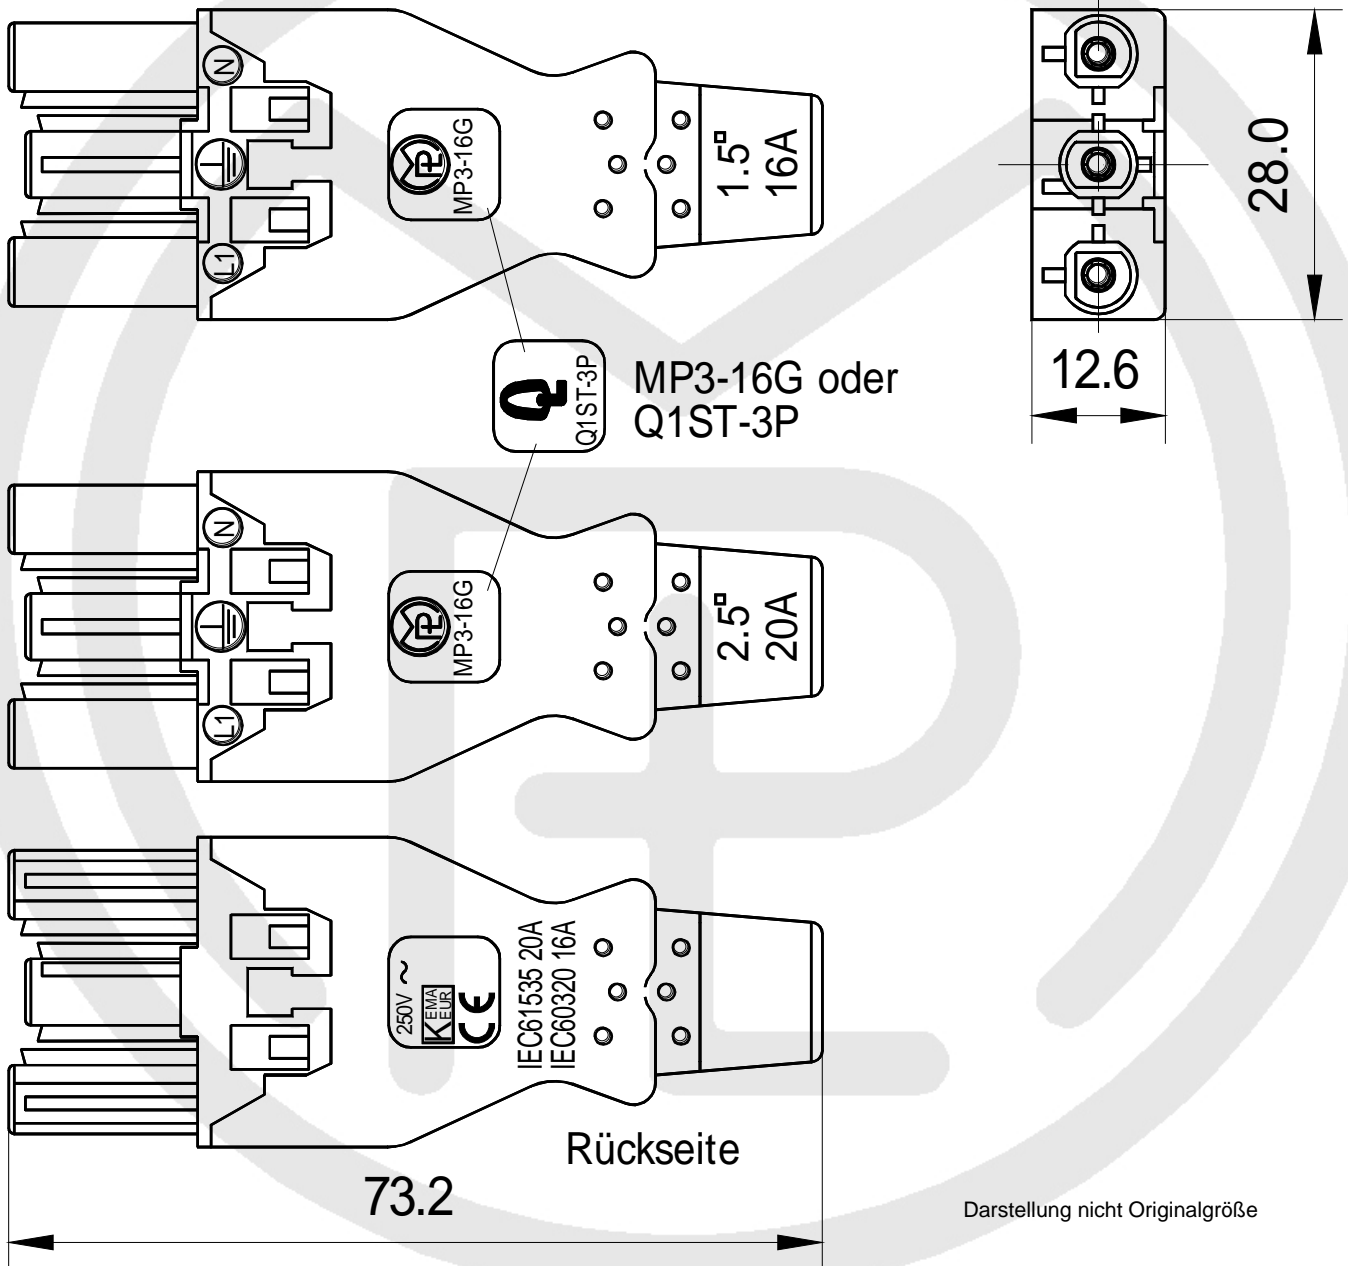 N
L1
MP3-16G
1.5°
16A
28.0
12.6
Q1ST-3P
MP3-16G oder
Q1ST-3P
N
L1
MP3-16G
2.5°
20A
250V ~
KEMA
EUR
CE
IEC61535 20A
IEC60320 16A
Rückseite
73.2
Darstellung nicht Originalgröße